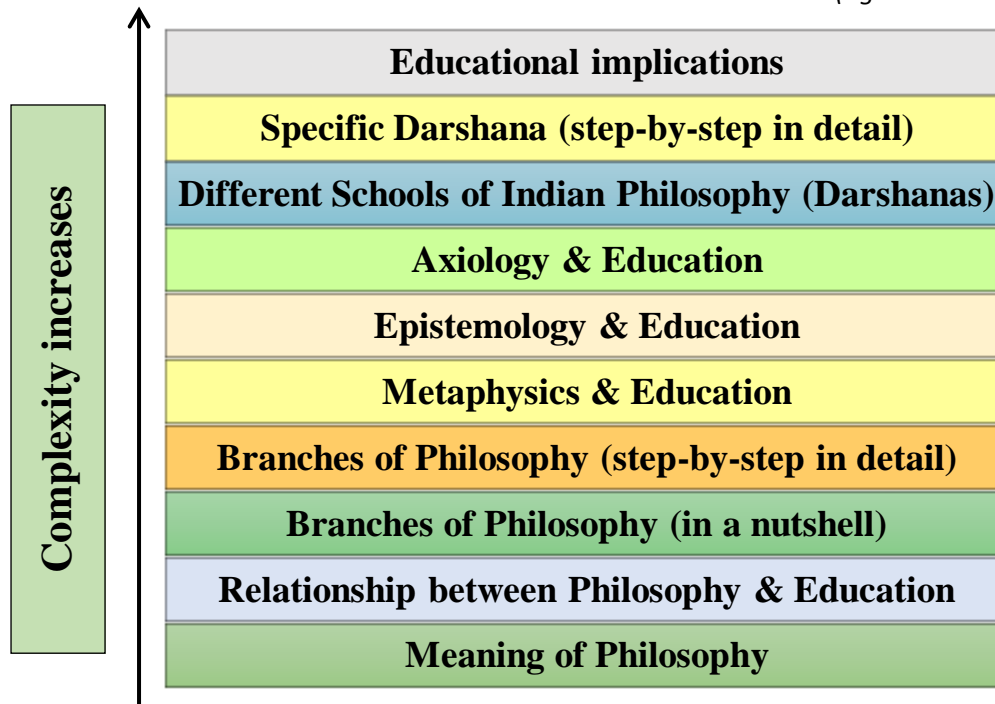 Educational implications
Specific Darshana (step-by-step in detail)
Different Schools of Indian Philosophy (Darshanas)
Axiology & Education
Epistemology & Education
Metaphysics & Education
Branches of Philosophy (step-by-step in detail)
Branches of Philosophy (in a nutshell)
Relationship between Philosophy & Education
Meaning of Philosophy
Complexity increases